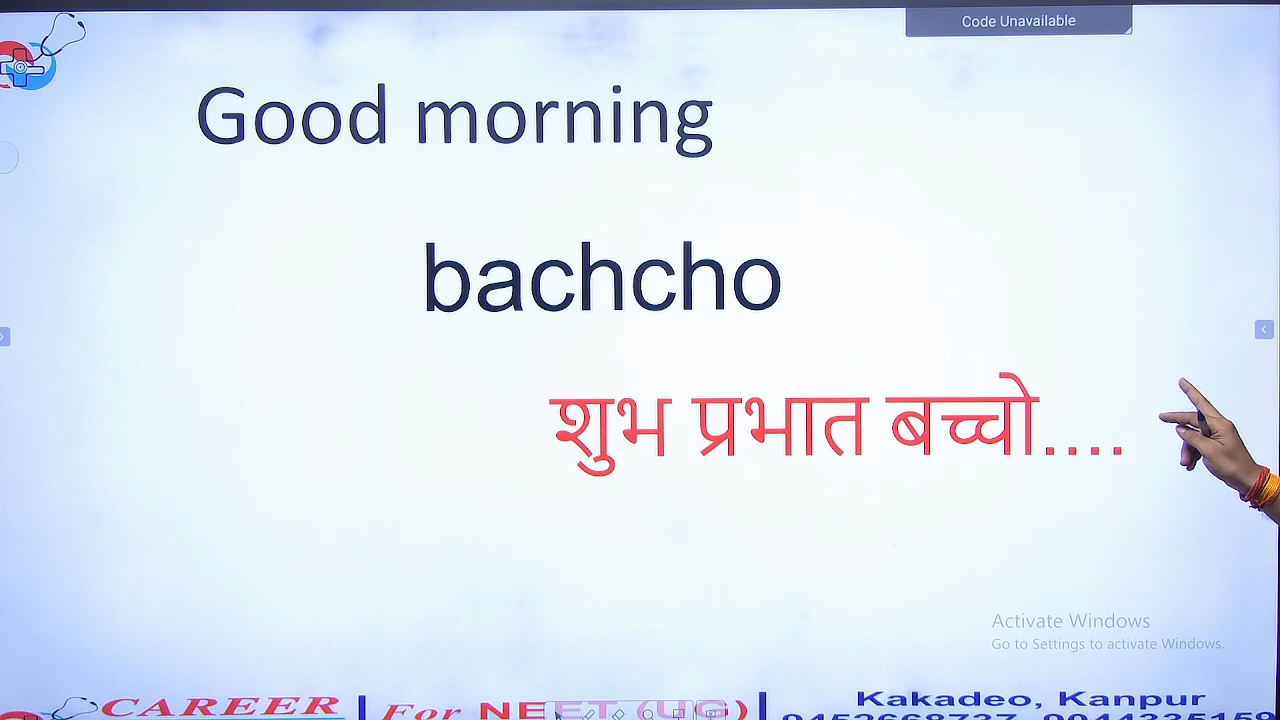 Code Unavailable
Good morning
bachcho
शुभ प्रभात बच्चो....
Activate Windows
Go to Settings to activate Windows.
CAREER | For NEET (UG) | Kakadeo, Kanpur